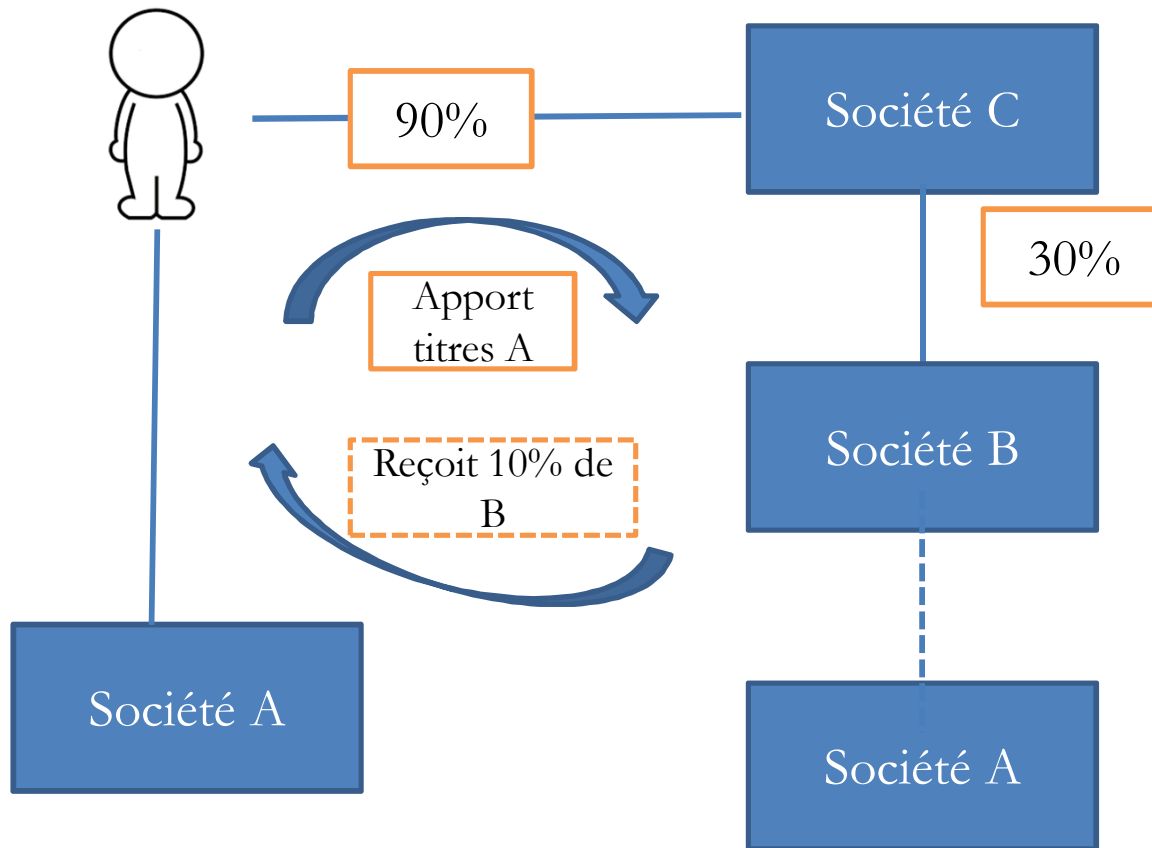 90%
Société C
30%
Apport
titres A
Reçoit 10% de
B
Société B
Société A
Société A